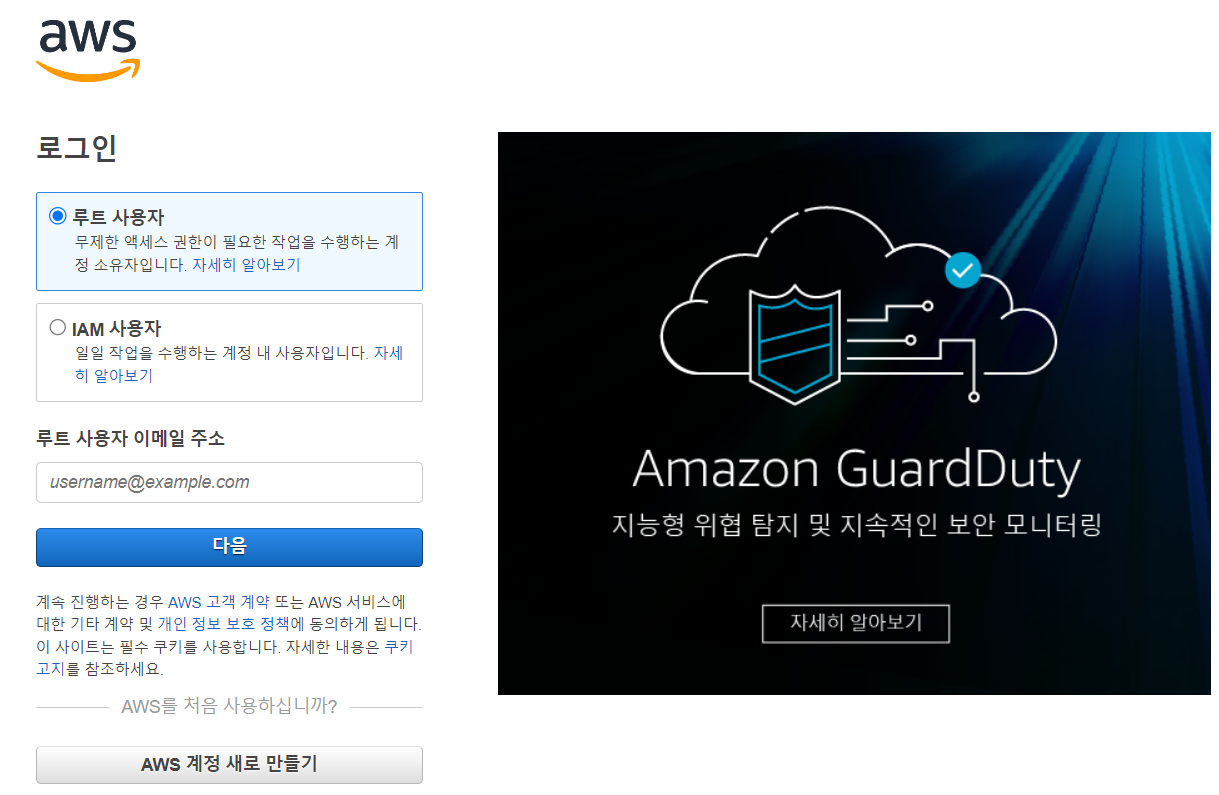 aws
로그인
루트 사용자
무제한 액세스 권한이 필요한 작업을 수행하는 계
정 소유자입니다. 자세히 알아보기
IAM 사용자
일일 작업을 수행하는 계정 내 사용자입니다. 자세
히 알아보기
루트 사용자 이메일 주소
username@example.com
다음
계속 진행하는 경우 AWS 고객 계약 또는 AWS 서비스에
대한 기타 계약 및 개인 정보 보호 정책에 동의하게 됩니다.
이 사이트는 필수 쿠키를 사용합니다. 자세한 내용은 쿠키
고지를 참조하세요.
AWS를 처음 사용하십니까?
AWS 계정 새로 만들기
Amazon GuardDuty
지능형 위협 탐지 및 지속적인 보안 모니터링
자세히 알아보기